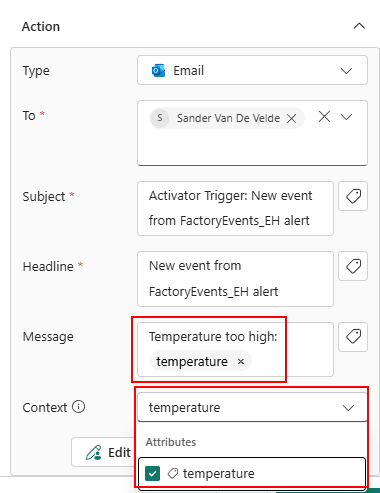 Action
Type
Email
To *
S Sander Van De Velde
Subject *
Activator Trigger: New event
from FactoryEvents_EH alert
Headline *
New event from
FactoryEvents_EH alert
Message
Temperature too high:
temperature ×
Context
temperature
Attributes
temperature
Edit